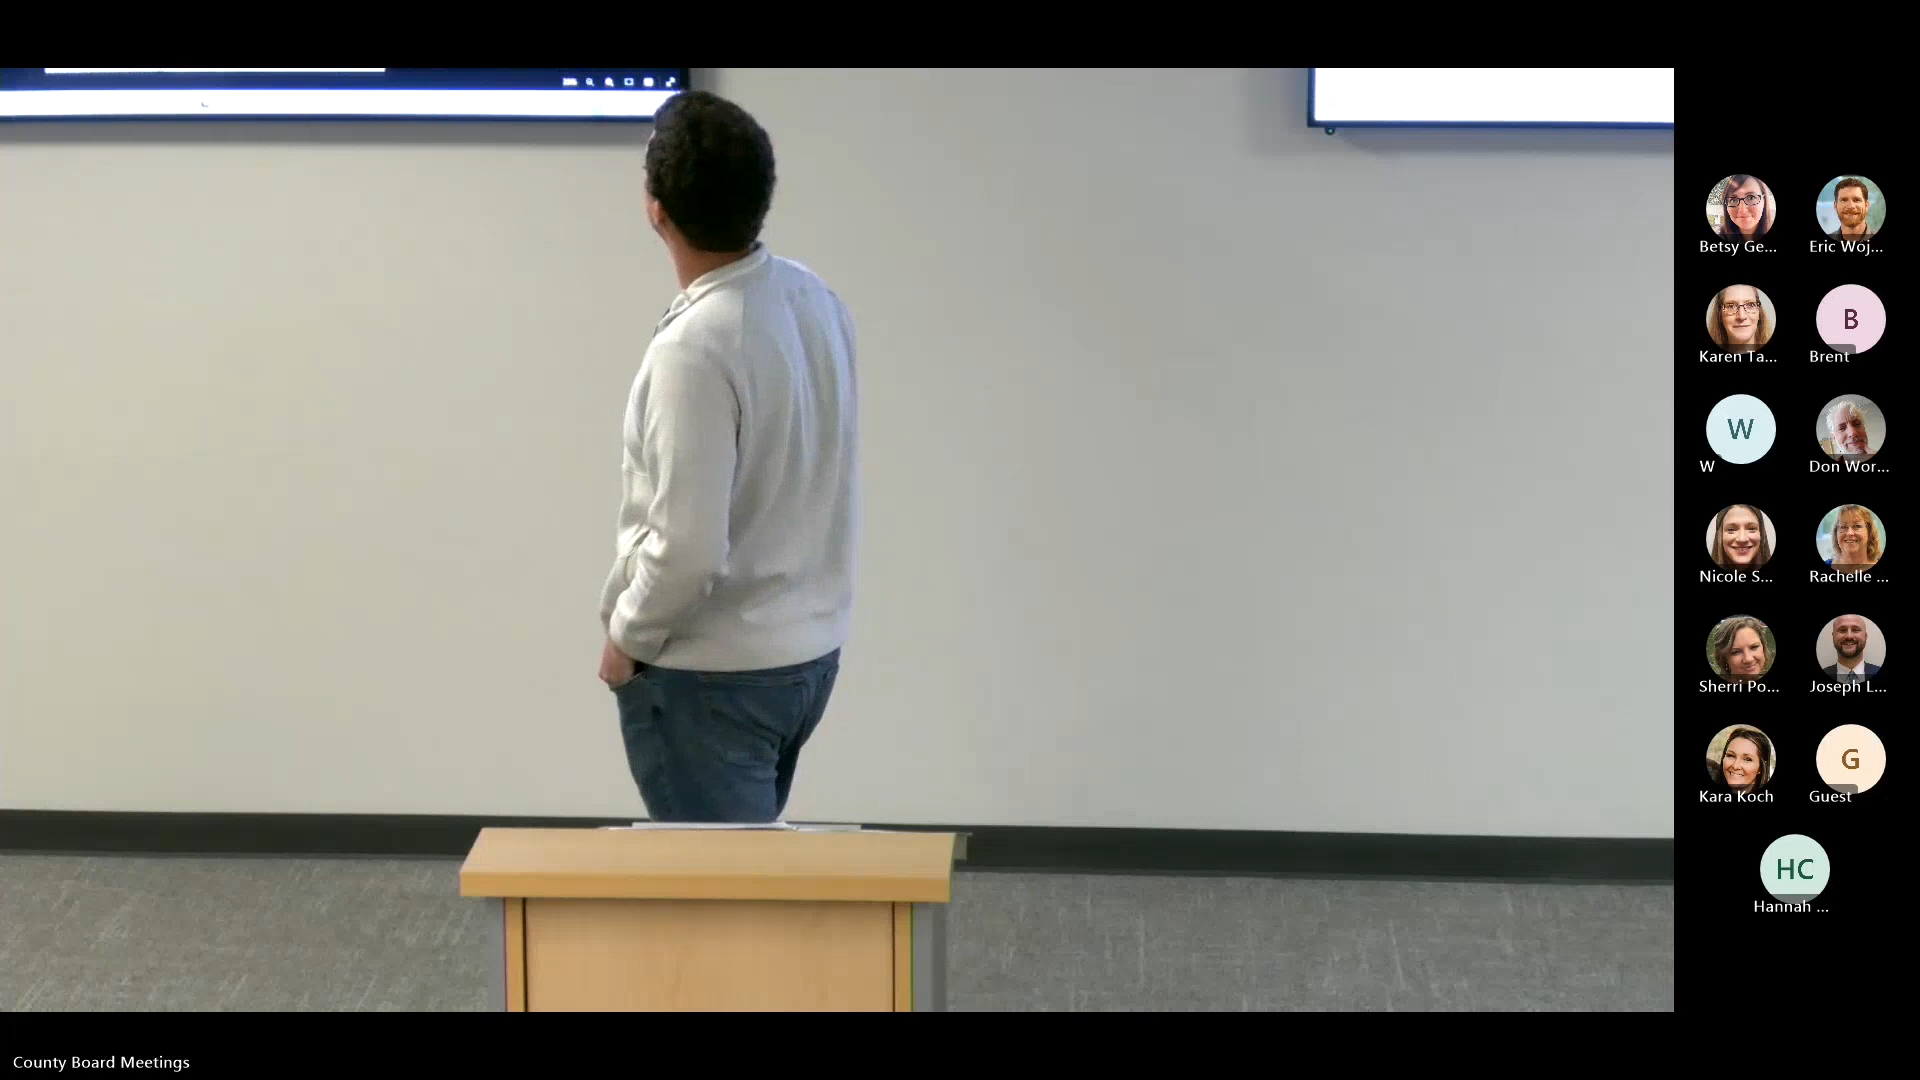 Betsy Ge...
Eric Woj...
Karen Ta...
B
Brent
W
W
Don Wor...
Nicole S...
Rachelle ...
Sherri Po...
Joseph L...
Kara Koch
G
Guest
HC
Hannah ...
County Board Meetings